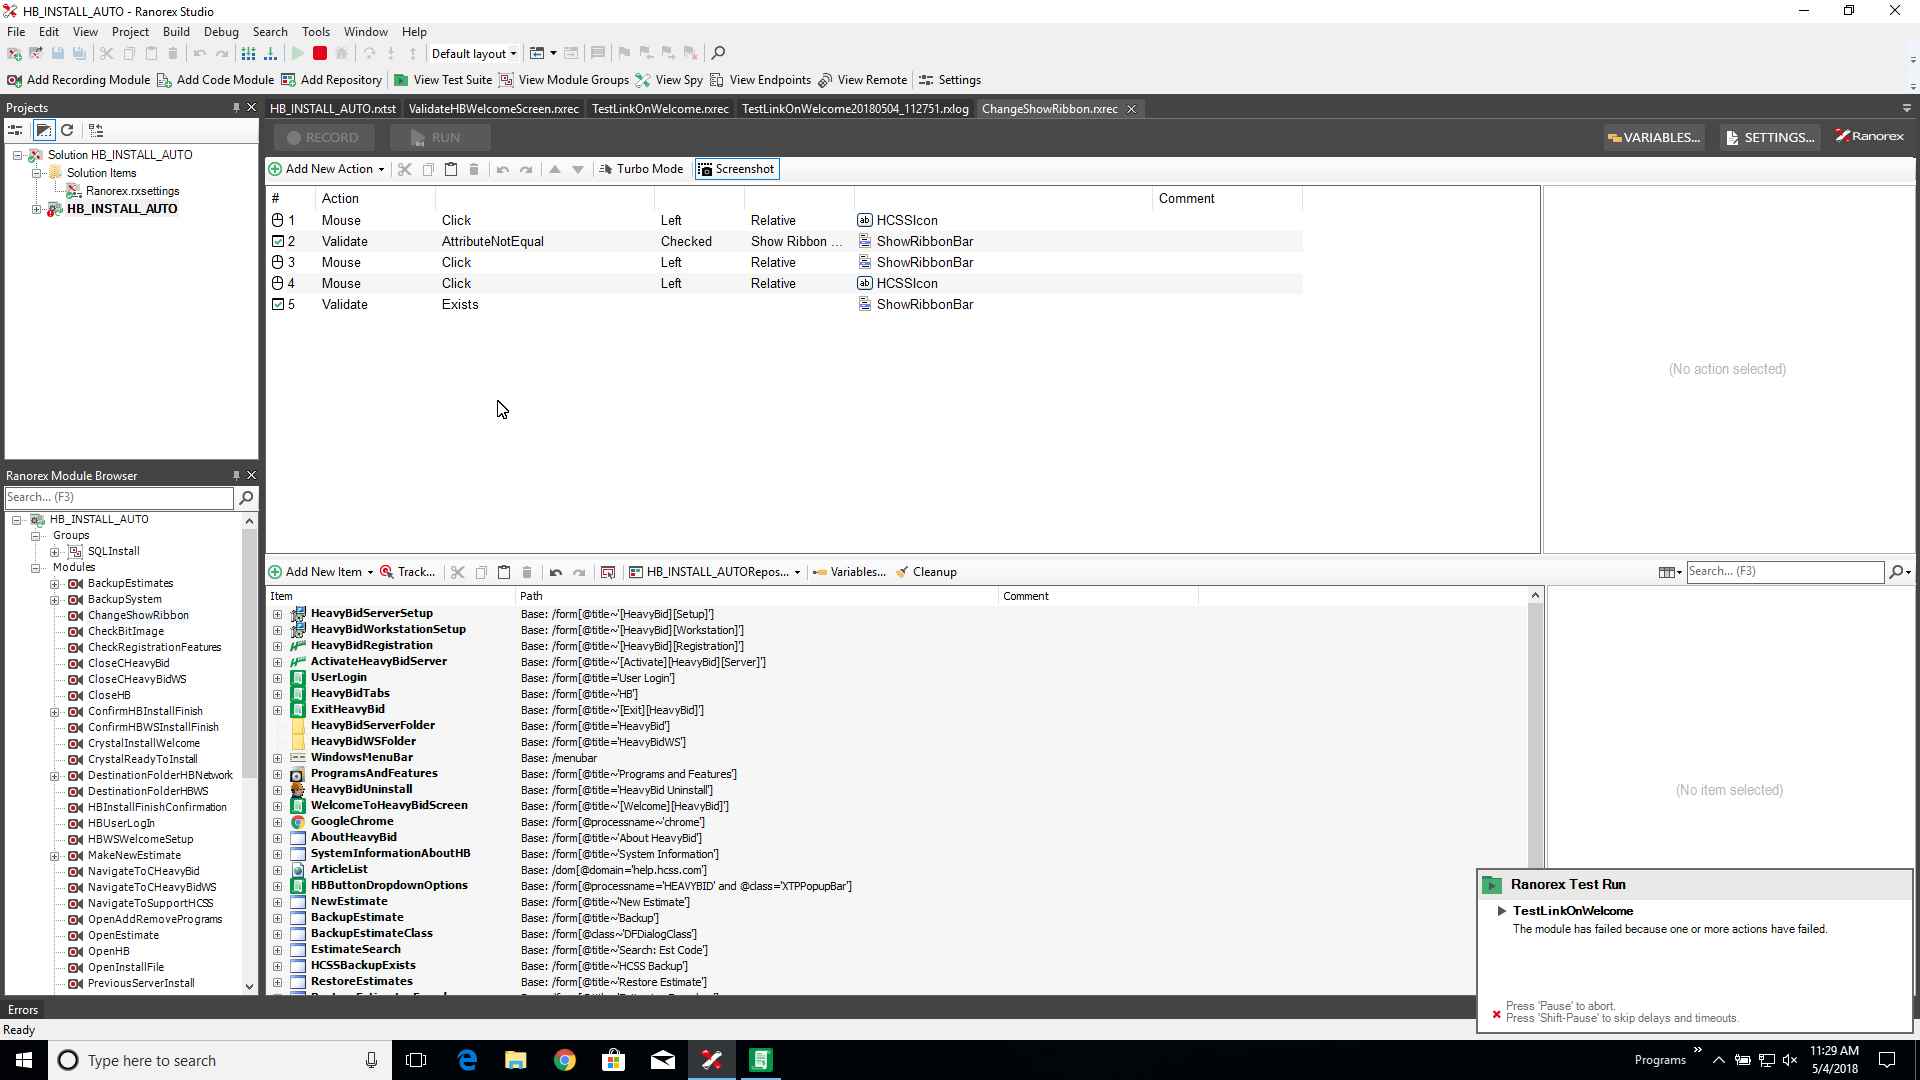 HB_INSTALL_AUTO - Ranorex Studio
File Edit View Project Build Debug Search Tools Window Help
Default layout
Add Recording Module Add Code Module Add Repository View Test Suite View Module Groups View Spy View Endpoints View Remote Settings
Projects
HB_INSTALL_AUTO.rxtst ValidateHBWelcomeScreen.rxrec TestLinkOnWelcome.rxrec TestLinkOnWelcome20180504_112751.rxlog ChangeShowRibbon.rxrec
RECORD RUN VARIABLES... SETTINGS... Ranorex
Solution HB_INSTALL_AUTO
Solution Items
Ranorex.rxsettings
HB_INSTALL_AUTO
Add New Action Turbo Mode Screenshot
# Action Comment
1 Mouse Click Left Relative HCSSIcon
2 Validate AttributeNotEqual Checked Show Ribbon ... ShowRibbonBar
3 Mouse Click Left Relative ShowRibbonBar
4 Mouse Click Left Relative HCSSIcon
5 Validate Exists ShowRibbonBar
(No action selected)
Ranorex Module Browser
Search... (F3)
HB_INSTALL_AUTO
Groups
SQLInstall
Modules
BackupEstimates
BackupSystem
ChangeShowRibbon
CheckBitImage
CheckRegistrationFeatures
CloseCHeavyBid
CloseCHeavyBidWS
CloseHB
ConfirmHBInstallFinish
ConfirmHBWSInstallFinish
CrystalInstallWelcome
CrystalReadyToInstall
DestinationFolderHBNetwork
DestinationFolderHBWS
HBInstallFinishConfirmation
HBUserLogIn
HBWSWelcomeSetup
MakeNewEstimate
NavigateToCHeavyBid
NavigateToCHeavyBidWS
NavigateToSupportHCSS
OpenAddRemovePrograms
OpenEstimate
OpenHB
OpenInstallFile
PreviousServerInstall
Add New Item Track... HB_INSTALL_AUTORepos... Variables... Cleanup Search... (F3)
Item Path Comment
HeavyBidServerSetup Base: /form[@title~'[HeavyBid][Setup]']
HeavyBidWorkstationSetup Base: /form[@title~'[HeavyBid][Workstation]']
HeavyBidRegistration Base: /form[@title~'[HeavyBid][Registration]']
ActivateHeavyBidServer Base: /form[@title~'[Activate][HeavyBid][Server]']
UserLogin Base: /form[@title='User Login']
HeavyBidTabs Base: /form[@title~'HB']
ExitHeavyBid Base: /form[@title~'[Exit][HeavyBid]']
HeavyBidServerFolder Base: /form[@title='HeavyBid']
HeavyBidWSFolder Base: /form[@title='HeavyBidWS']
WindowsMenuBar Base: /menubar
ProgramsAndFeatures Base: /form[@title~'Programs and Features']
HeavyBidUninstall Base: /form[@title='HeavyBid Uninstall']
WelcomeToHeavyBidScreen Base: /form[@title~'[Welcome][HeavyBid]']
GoogleChrome Base: /form[@processname~'chrome']
AboutHeavyBid Base: /form[@title~'About HeavyBid']
SystemInformationAboutHB Base: /form[@title~'System Information']
ArticleList Base: /dom[@domain='help.hcss.com']
HBButtonDropdownOptions Base: /form[@processname='HEAVYBID' and @class='XTPPopupBar']
NewEstimate Base: /form[@title~'New Estimate']
BackupEstimate Base: /form[@title~'Backup']
BackupEstimateClass Base: /form[@class~'DFDialogClass']
EstimateSearch Base: /form[@title~'Search: Est Code']
HCSSBackupExists Base: /form[@title~'HCSS Backup']
RestoreEstimates Base: /form[@title~'Restore Estimate']
(No item selected)
Ranorex Test Run
TestLinkOnWelcome
The module has failed because one or more actions have failed.
Press 'Pause' to abort.
Press 'Shift-Pause' to skip delays and timeouts.
Errors
Ready
Type here to search
Programs
11:29 AM
5/4/2018